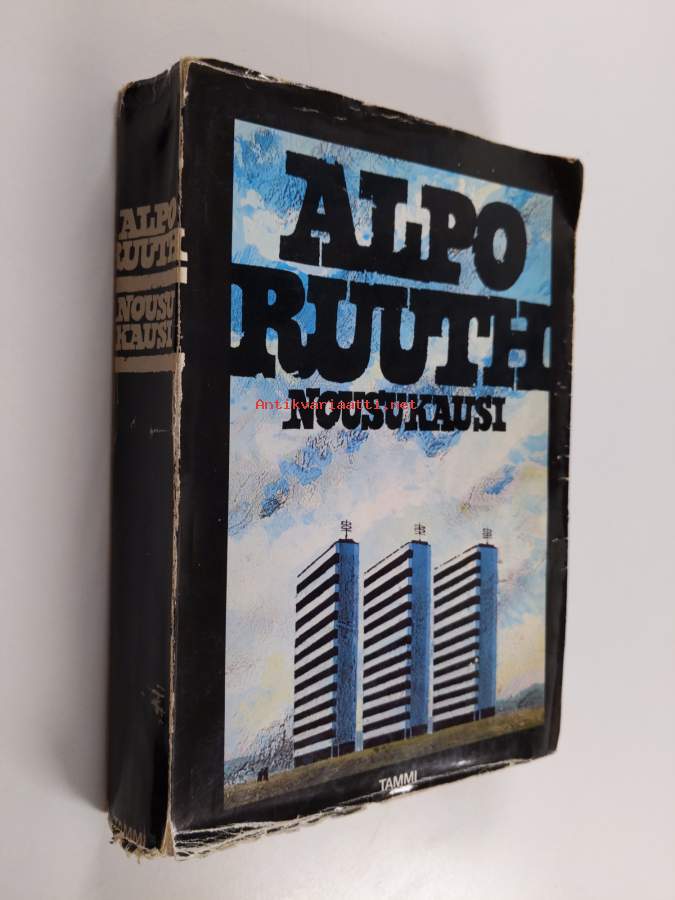 ALPO
RUUTH
NOUSUKAUSI
TAMMI
ALPO
RUUTH
NOUSU
KAUSI
TAMMI
Antikvariaatti.net